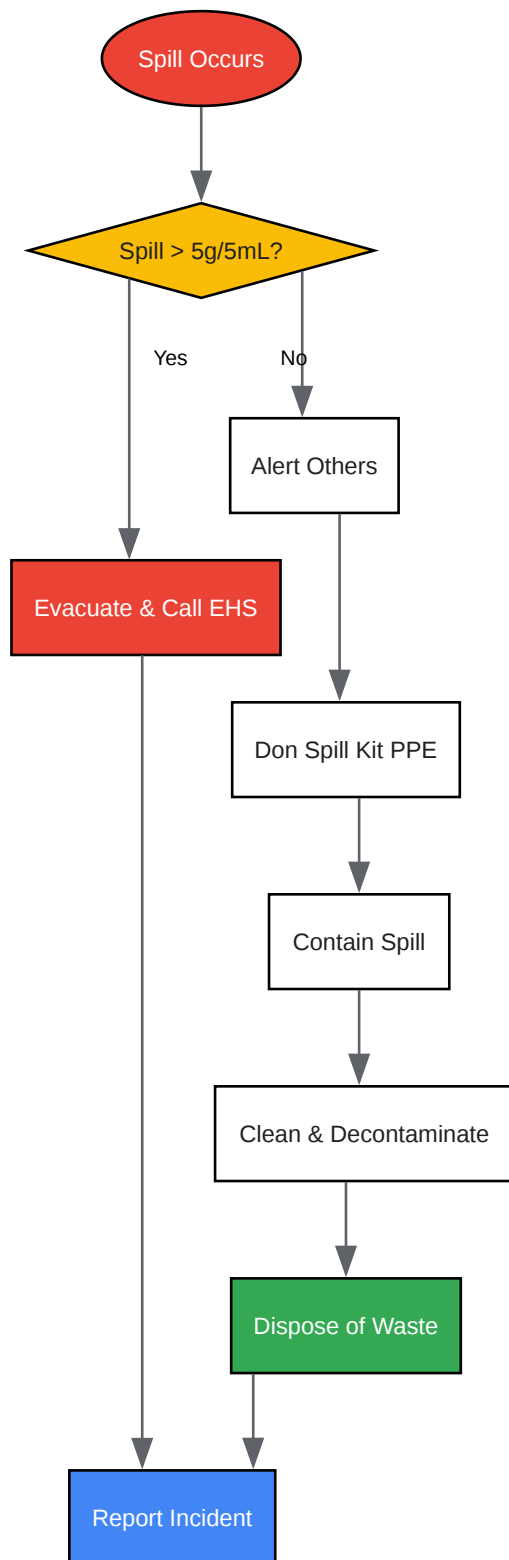 Spill Occurs
Spill > 5g/5mL?
Yes
No
Alert Others
Evacuate & Call EHS
Don Spill Kit PPE
Contain Spill
Clean & Decontaminate
Dispose of Waste
Report Incident